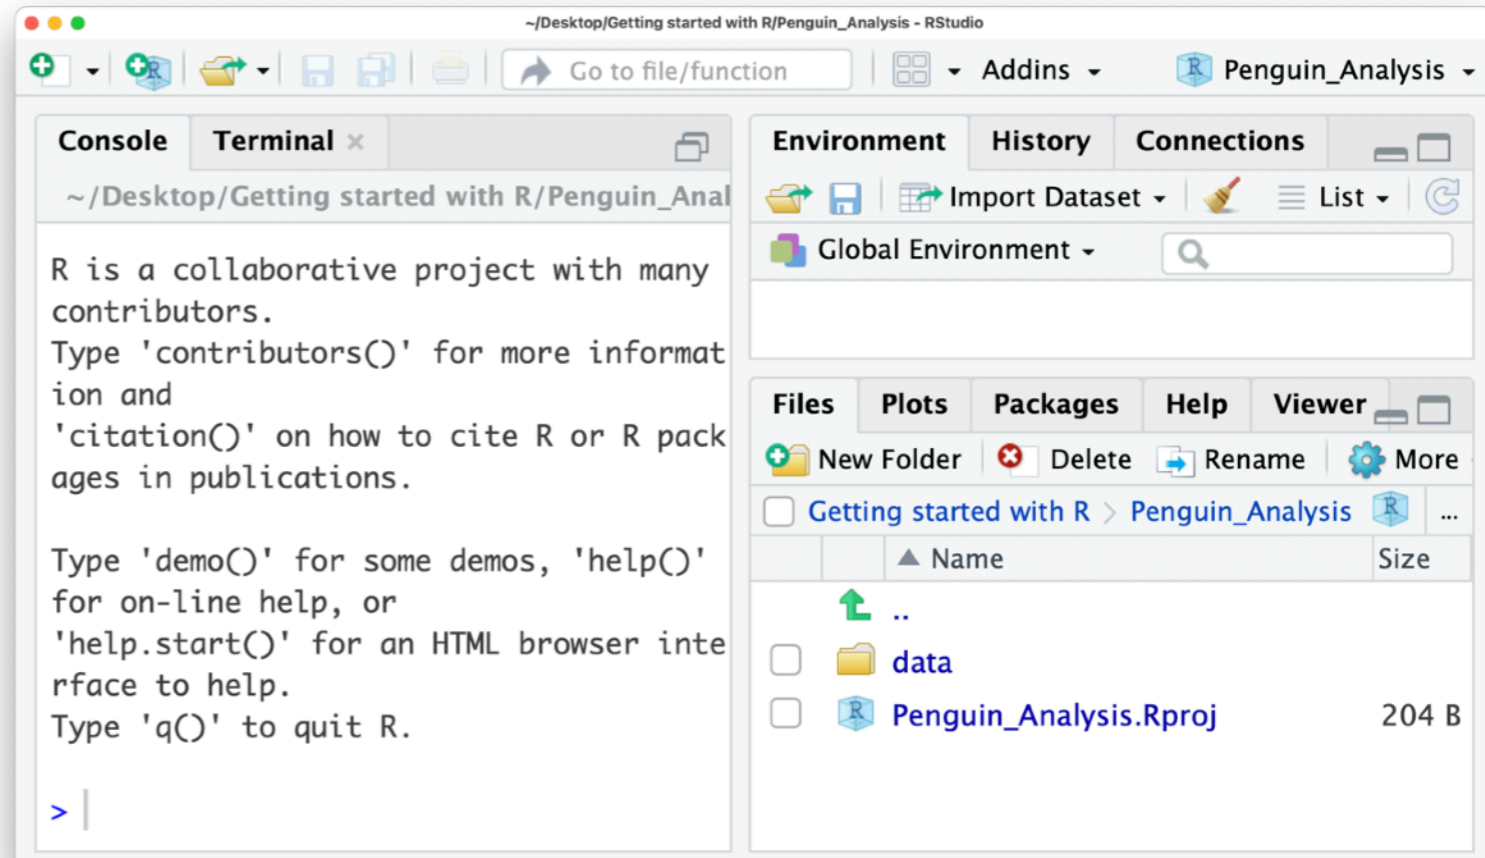 ~/Desktop/Getting started with R/Penguin_Analysis - RStudio
Go to file/function
Addins
Penguin_Analysis
Console
Terminal
~/Desktop/Getting started with R/Penguin_Anal
R is a collaborative project with many
contributors.
Type 'contributors()' for more informat
ion and
'citation()' on how to cite R or R pack
ages in publications.
Type 'demo()' for some demos, 'help()'
for on-line help, or
'help.start()' for an HTML browser inte
rface to help.
Type 'q()' to quit R.
>
Environment
History
Connections
Import Dataset
List
Global Environment
Files
Plots
Packages
Help
Viewer
New Folder
Delete
Rename
More
Getting started with R > Penguin_Analysis
...
Name
Size
..
data
Penguin_Analysis.Rproj
204 B